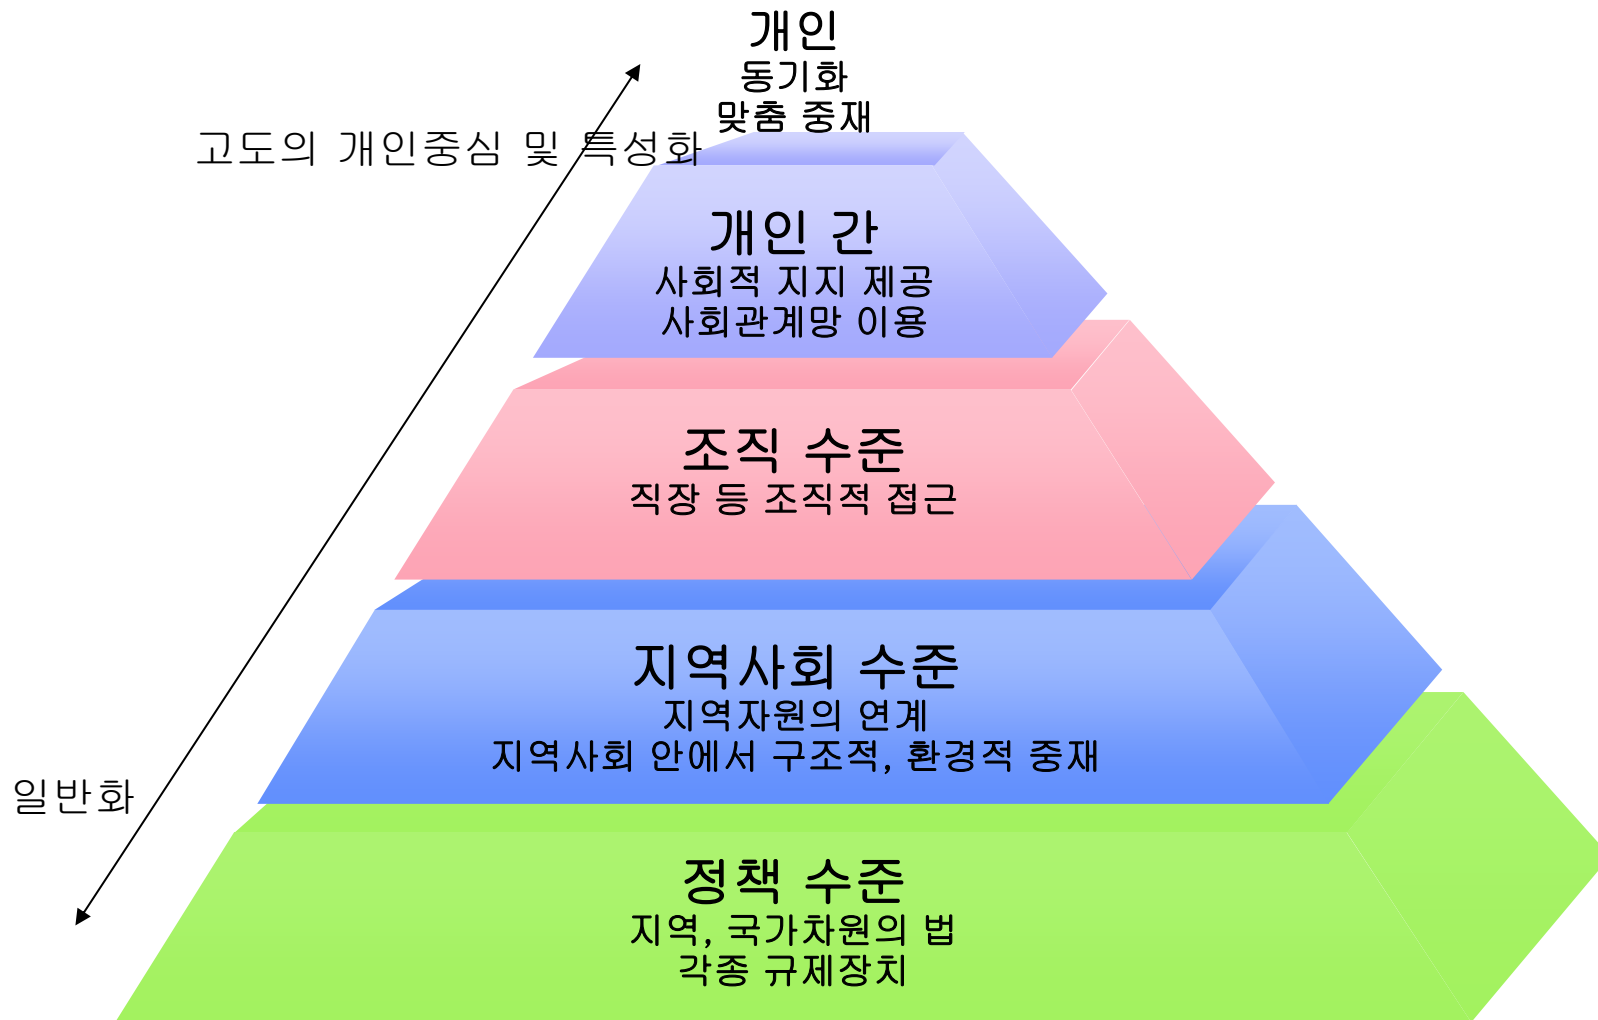 개인
동기화
맞춤 중재
고도의 개인중심 및 특성화
개인 간
사회적 지지 제공
사회관계망 이용
조직 수준
직장 등 조직적 접근
지역사회 수준
지역자원의 연계
지역사회 안에서 구조적, 환경적 중재
일반화
정책 수준
지역, 국가차원의 법
각종 규제장치